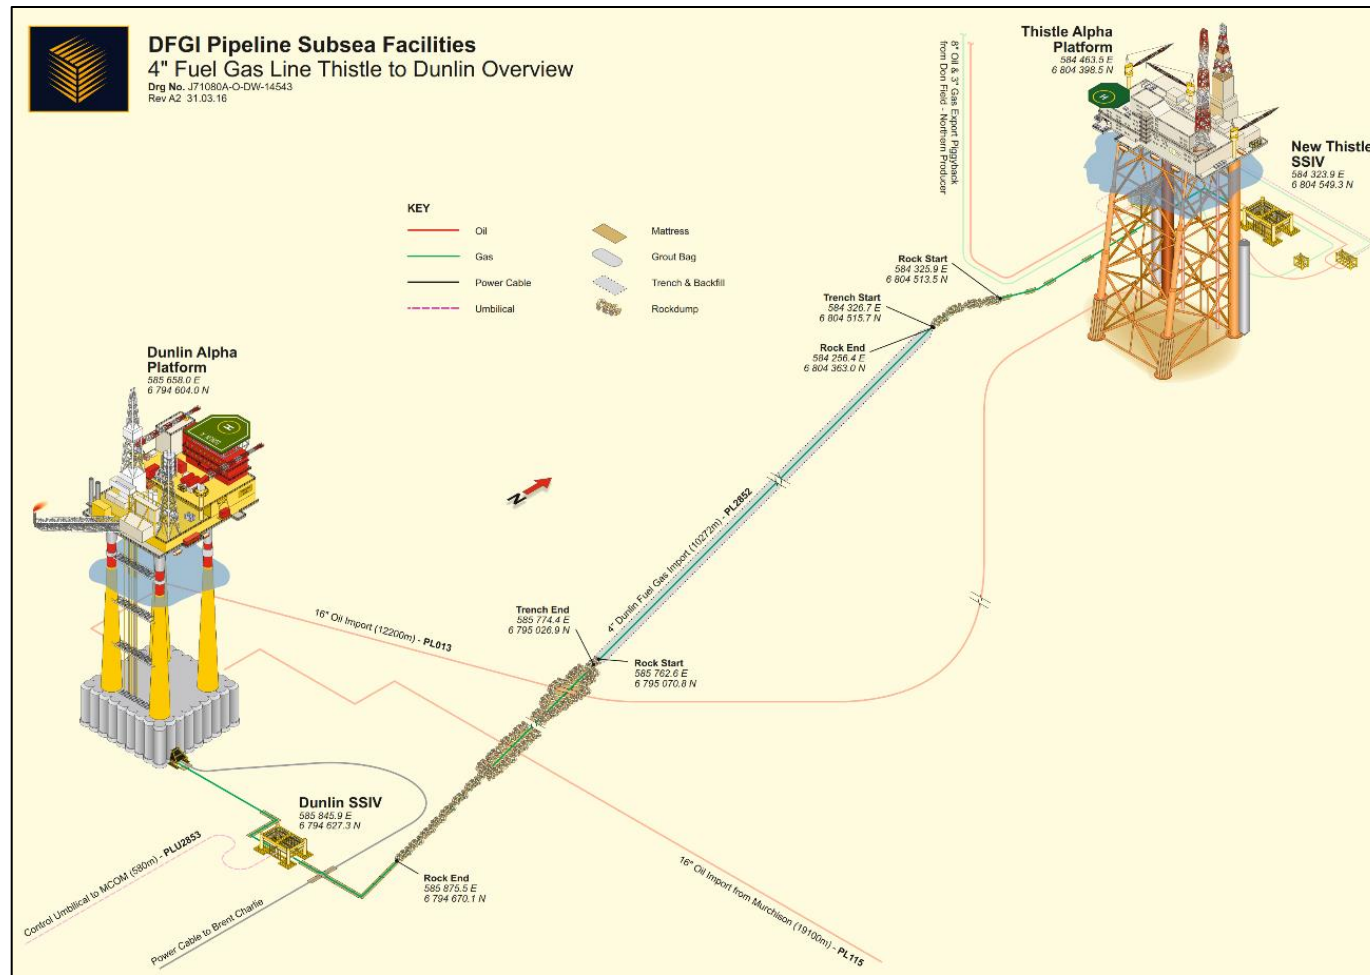 DFGI Pipeline Subsea Facilities
4" Fuel Gas Line Thistle to Dunlin Overview
Drg No. J71080A-O-DW-14543
Rev A2 31.03.16
8" Oil & 3" Gas Export Piggyback
from Don Field - Northern Producer
Thistle Alpha
Platform
584 463.5 E
6 804 398.5 N
New Thistle
SSIV
584 323.9 E
6 804 549.3 N
KEY
Oil
Gas
Power Cable
Umbilical
Mattress
Grout Bag
Trench & Backfill
Rockdump
Rock Start
584 325.9 E
6 804 513.5 N
Trench Start
584 326.7 E
6 804 515.7 N
Rock End
584 256.4 E
6 804 363.0 N
Dunlin Alpha
Platform
585 658.0 E
6 794 604.0 N
H
H
N
4" Dunlin Fuel Gas Import (10272m) - PL2852
Trench End
585 774.4 E
6 795 026.9 N
16" Oil Import (12200m) - PL013
Rock Start
585 762.6 E
6 795 070.8 N
Dunlin SSIV
585 845.9 E
6 794 627.3 N
Control Umbilical to MCOM (580m) - PLU2853
Rock End
585 875.5 E
6 794 670.1 N
Power Cable to Brent Charlie
16" Oil Import from Murchison (19100m) - PL115